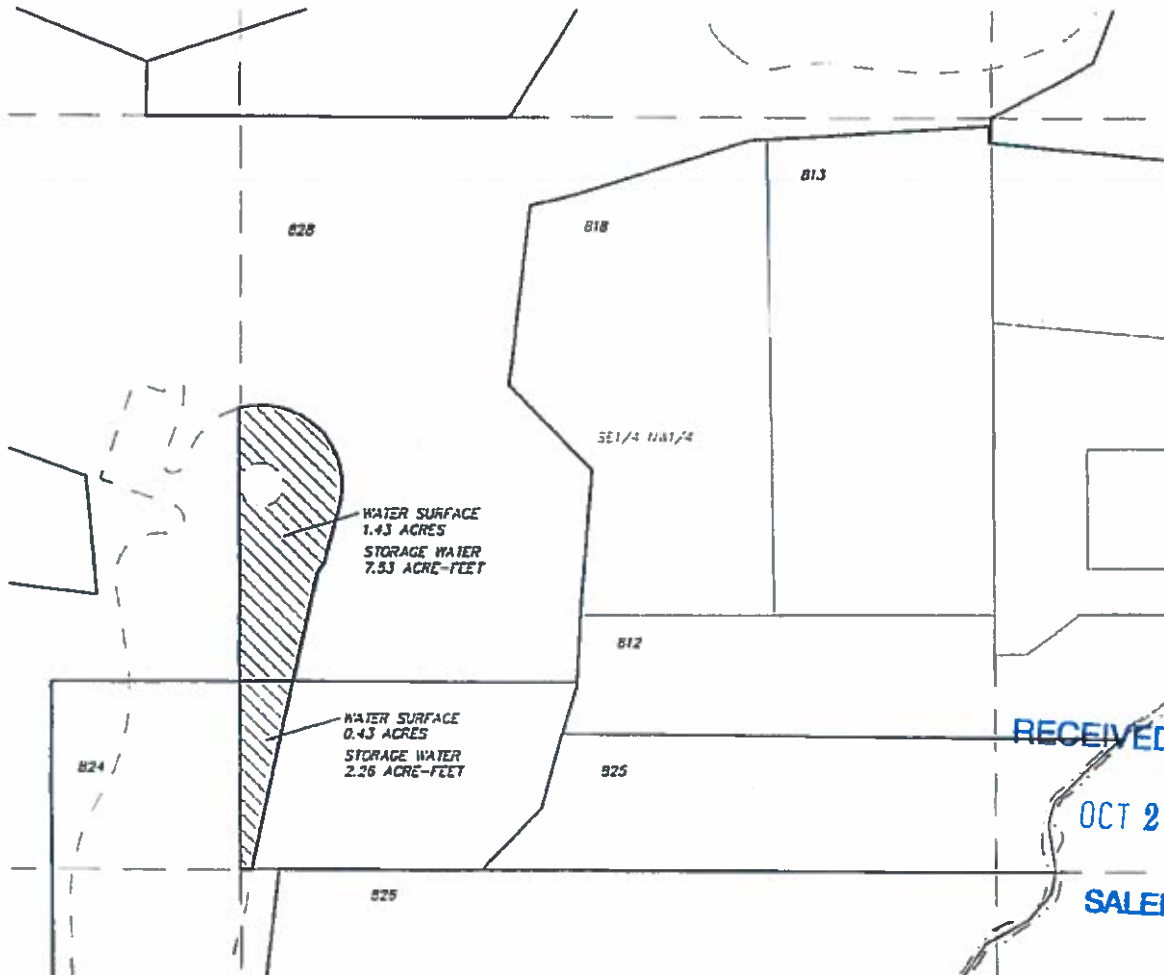 813
828
818
SE1/4 NW1/4
WATER SURFACE
1.43 ACRES
STORAGE WATER
7.53 ACRE-FEET
812
WATER SURFACE
0.43 ACRES
STORAGE WATER
2.26 ACRE-FEET
RECEIVED
824
825
OCT 2
826
SALE